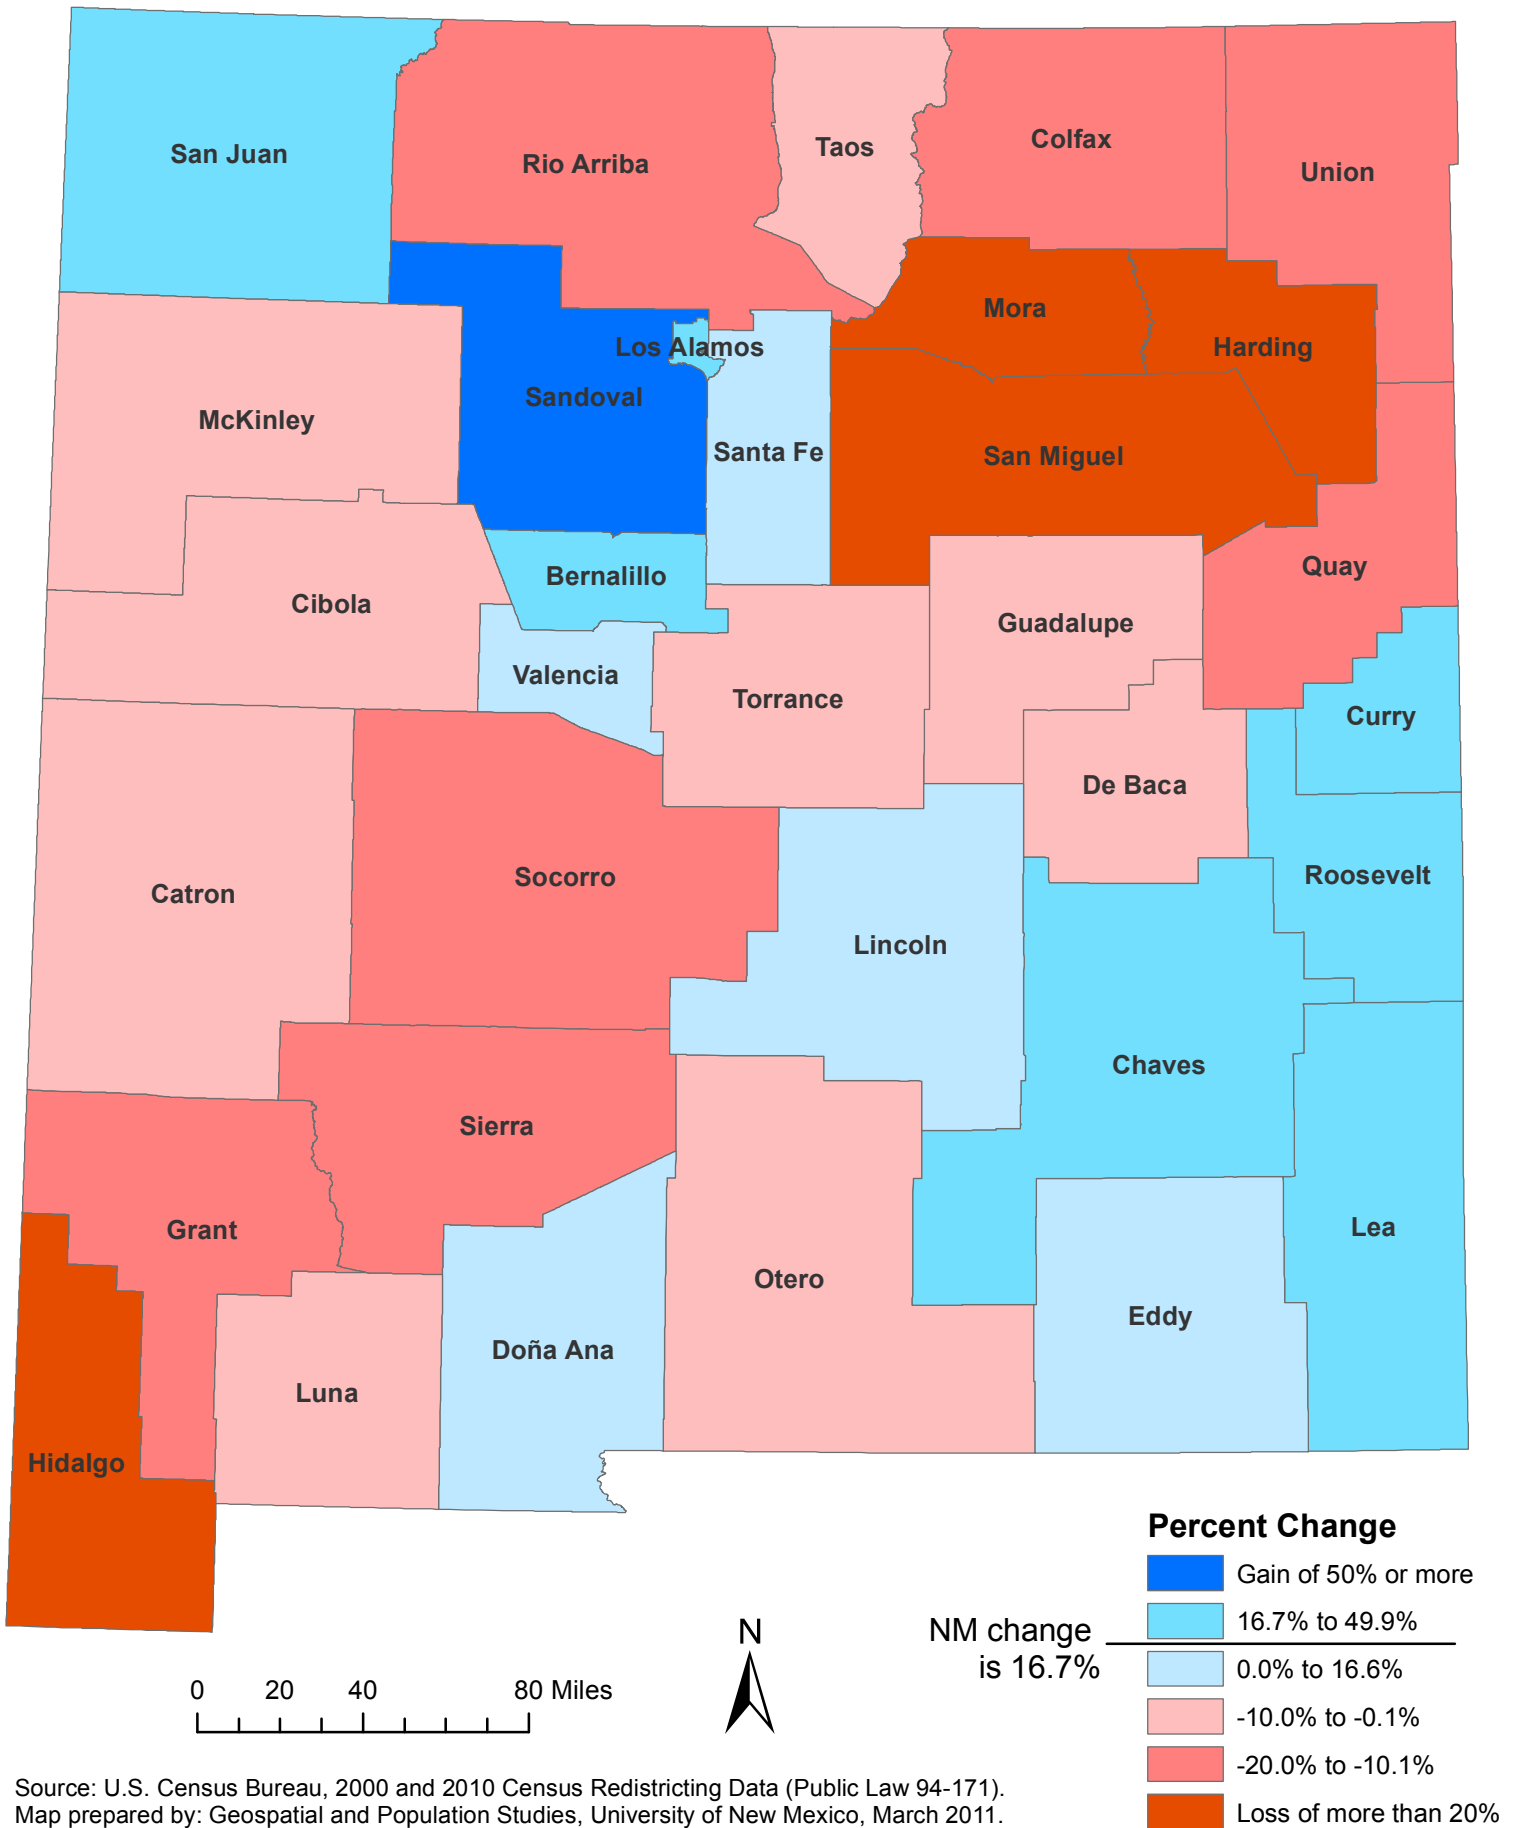 San Juan
Rio Arriba
Taos
Colfax
Union
Mora
Harding
Los Alamos
Sandoval
McKinley
Santa Fe
San Miguel
Quay
Bernalillo
Cibola
Guadalupe
Valencia
Torrance
Curry
De Baca
Roosevelt
Socorro
Catron
Lincoln
Chaves
Sierra
Grant
Lea
Otero
Eddy
Doña Ana
Luna
Hidalgo
Percent Change
Gain of 50% or more
16.7% to 49.9%
NM change
is 16.7%
0.0% to 16.6%
-10.0% to -0.1%
-20.0% to -10.1%
Loss of more than 20%
N
0 20 40 80 Miles
Source: U.S. Census Bureau, 2000 and 2010 Census Redistricting Data (Public Law 94-171).
Map prepared by: Geospatial and Population Studies, University of New Mexico, March 2011.